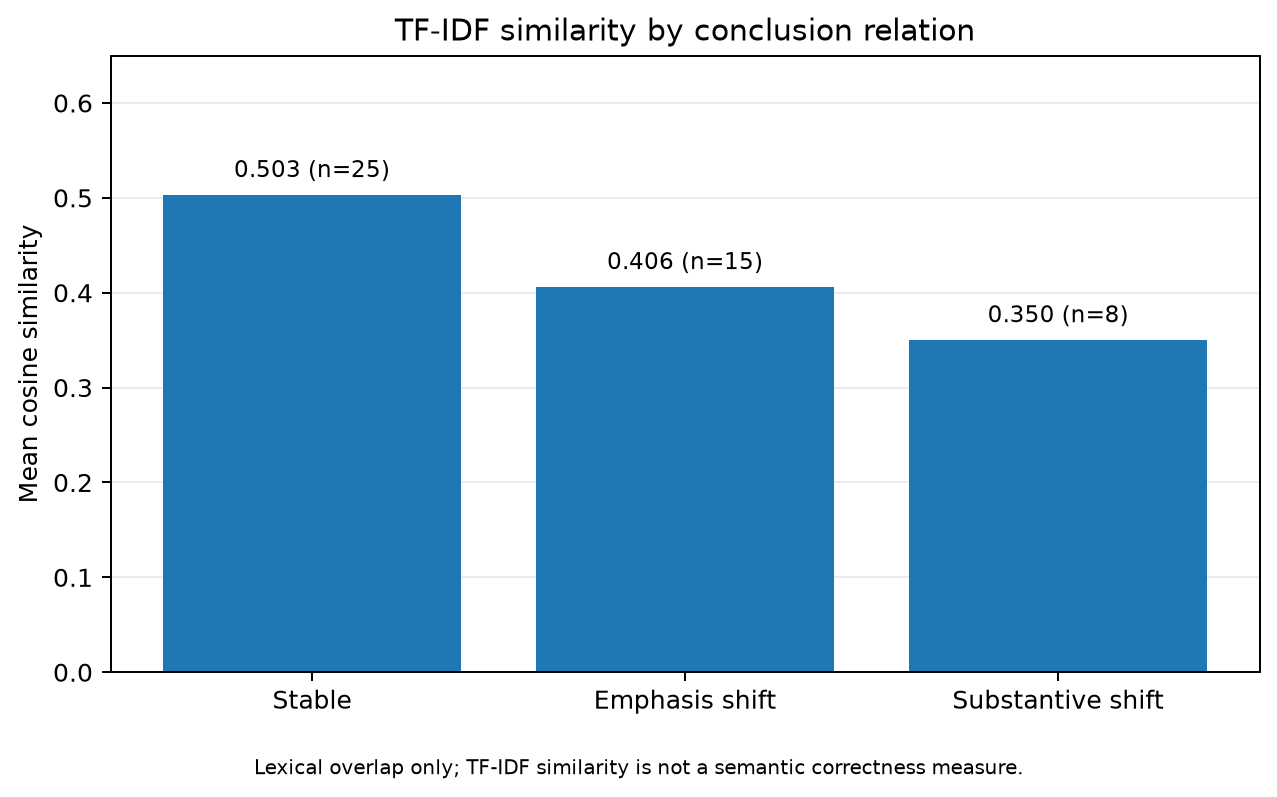 TF-IDF similarity by conclusion relation
Mean cosine similarity
0.6
0.5
0.4
0.3
0.2
0.1
0.0
0.503 (n=25)
0.406 (n=15)
0.350 (n=8)
Stable
Emphasis shift
Substantive shift
Lexical overlap only; TF-IDF similarity is not a semantic correctness measure.